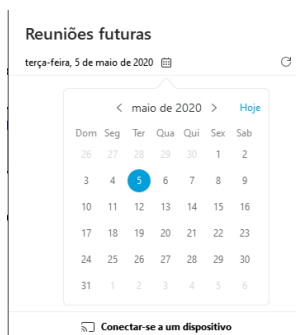 Reuniões futuras
terça-feira, 5 de maio de 2020
< maio de 2020 > Hoje
Dom Seg Ter Qua Qui Sex Sab
26 27 28 29 30 1 2
3 4 5 6 7 8 9
10 11 12 13 14 15 16
17 18 19 20 21 22 23
24 25 26 27 28 29 30
31 1 2 3 4 5 6
Conectar-se a um dispositivo